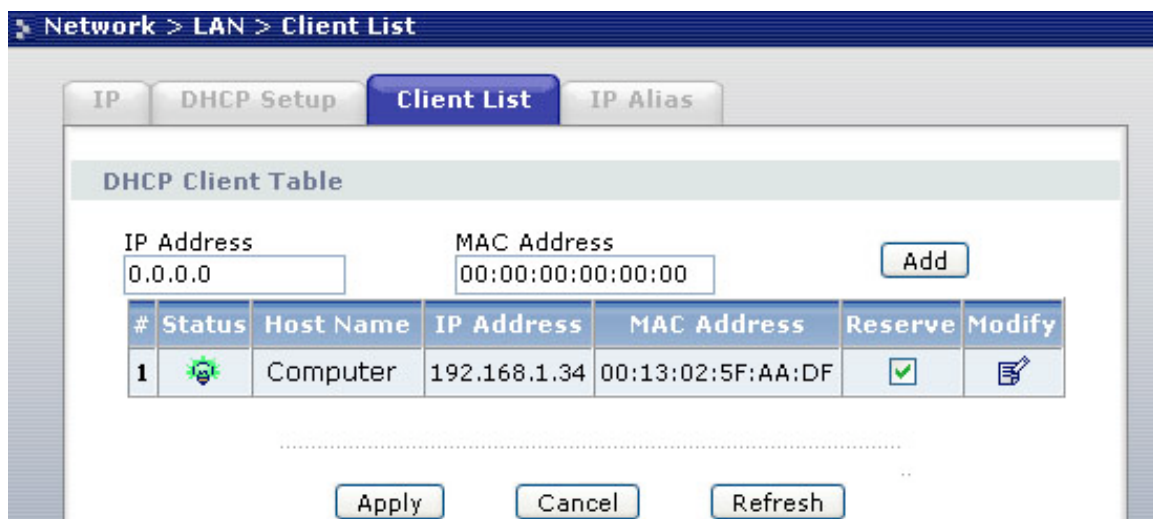 Network > LAN > Client List
IP DHCP Setup Client List IP Alias
DHCP Client Table
IP Address MAC Address
0.0.0.0 00:00:00:00:00:00 Add
# Status Host Name IP Address MAC Address Reserve Modify
1 Computer 192.168.1.34 00:13:02:5F:AA:DF
Apply Cancel Refresh